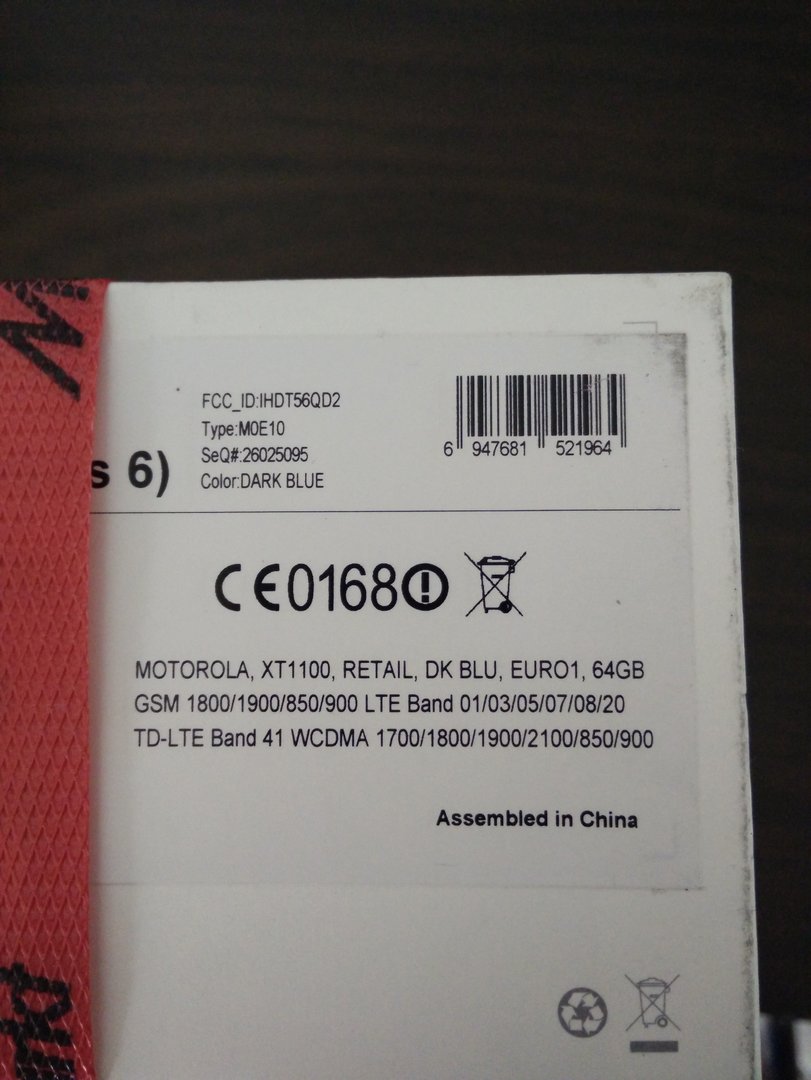 FCC_ID:IHDT56QD2
Type:M0E10
SeQ#:26025095
Color:DARK BLUE
6 947681 521964
s 6)
CE0168
MOTOROLA, XT1100, RETAIL, DK BLU, EURO1, 64GB
GSM 1800/1900/850/900 LTE Band 01/03/05/07/08/20
TD-LTE Band 41 WCDMA 1700/1800/1900/2100/850/900
Assembled in China